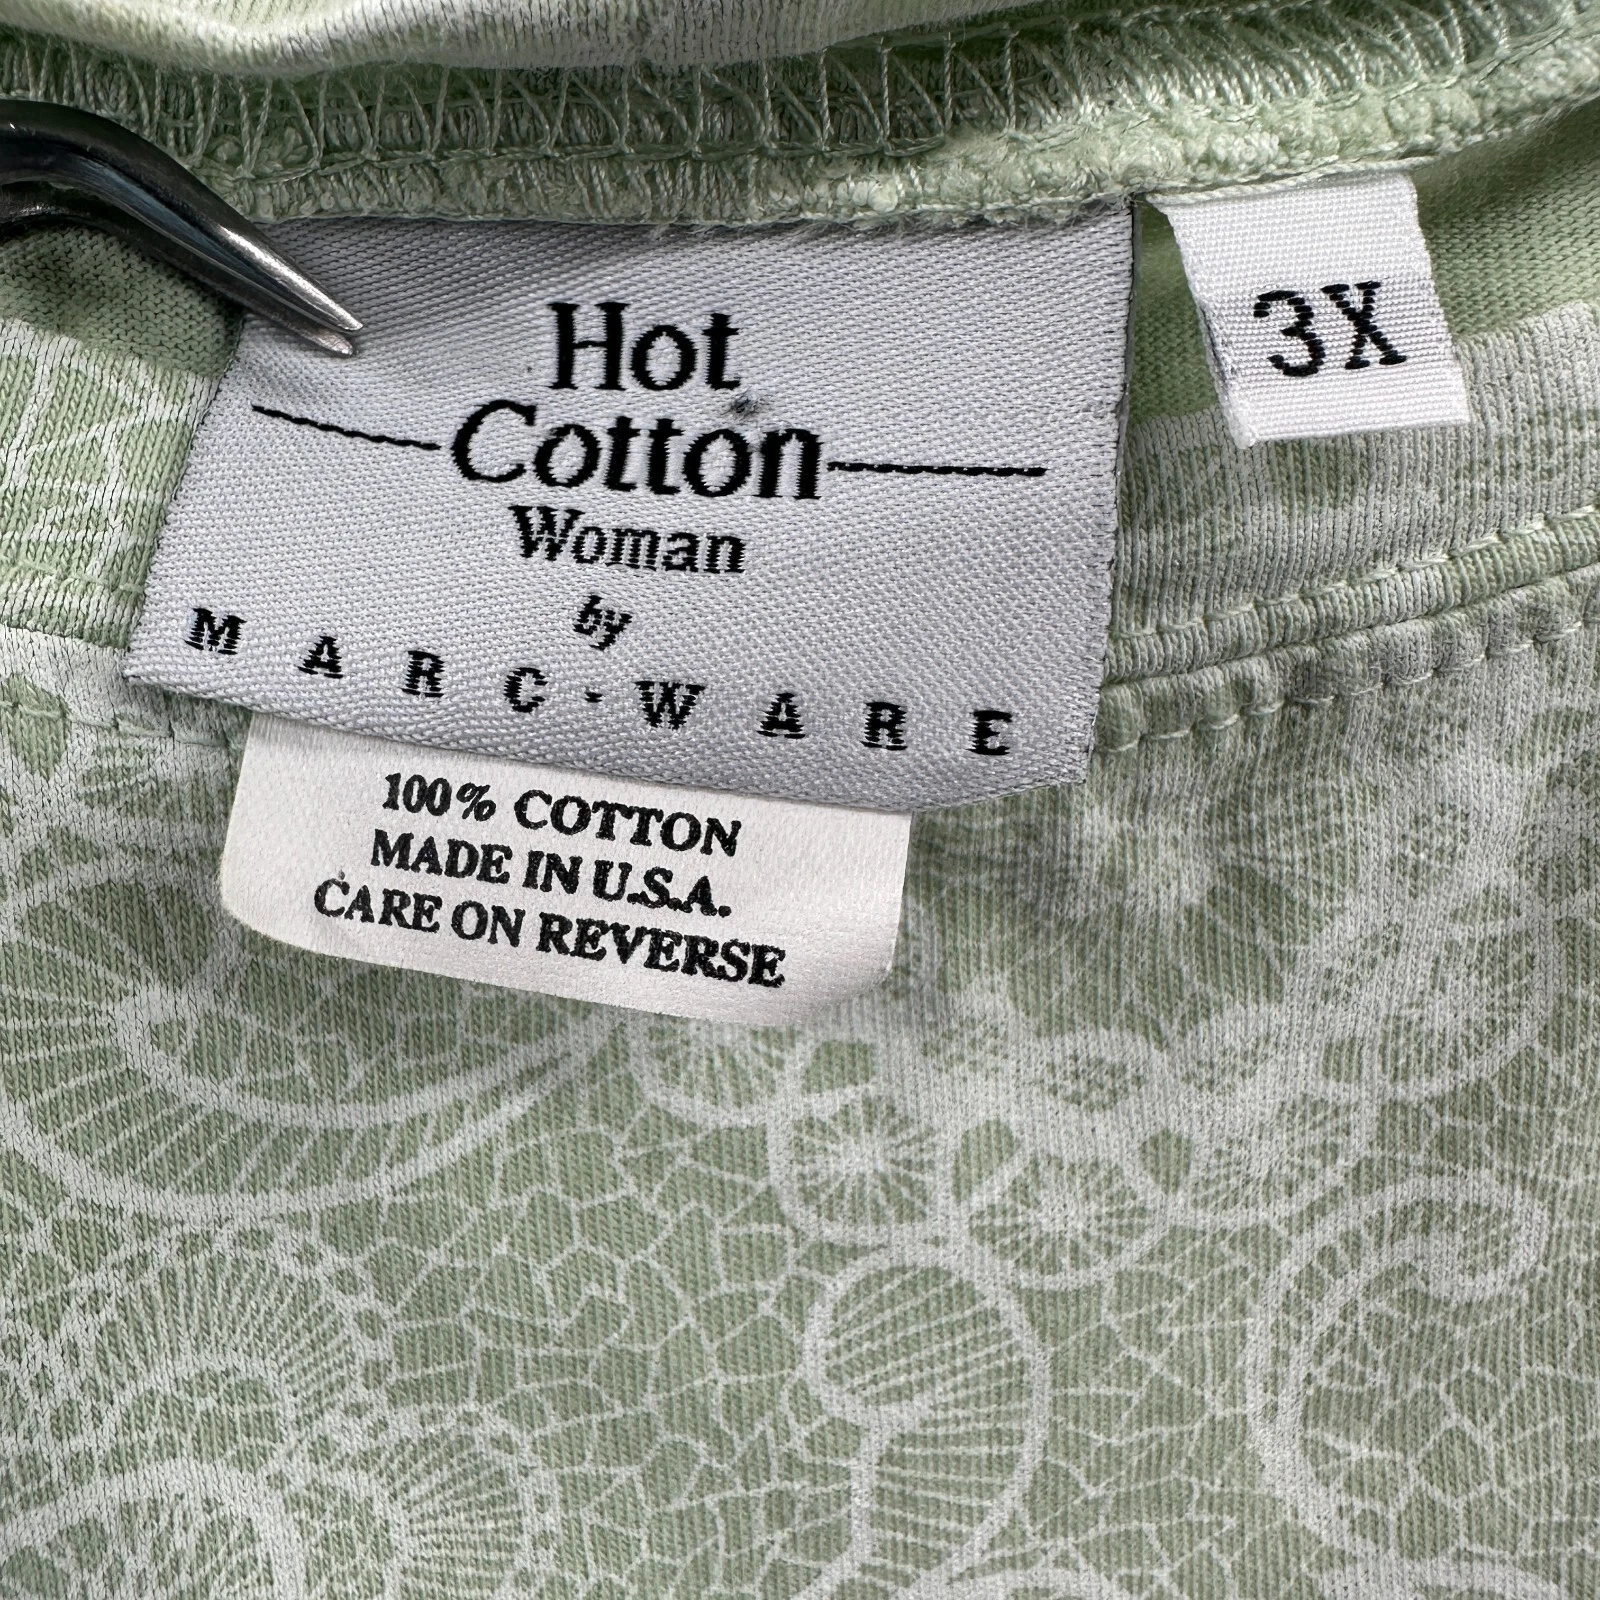 Hot
Cotton
Woman
by
MARC·WARE
3X
100% COTTON
MADE IN U.S.A.
CARE ON REVERSE